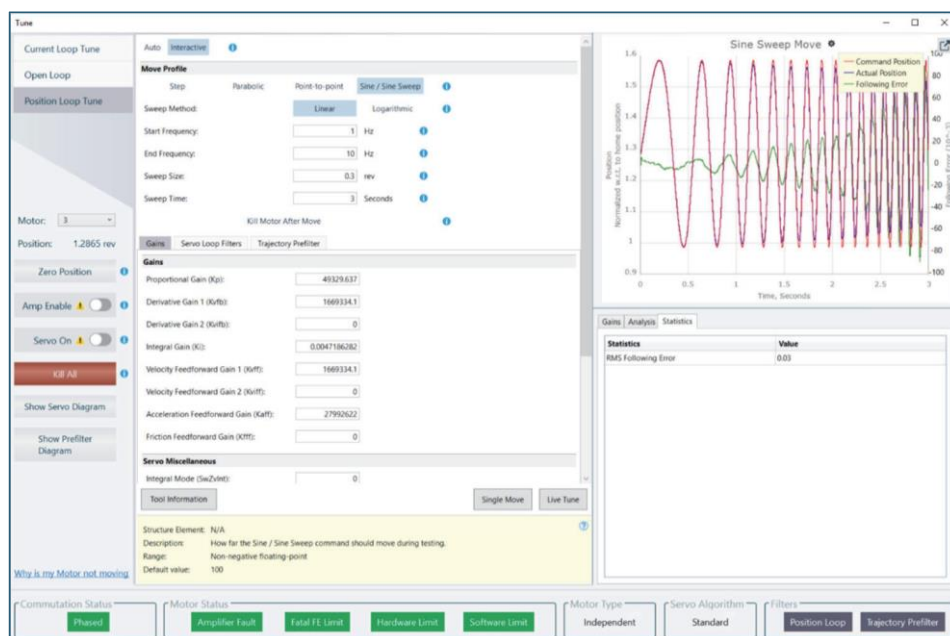 Tune
Current Loop Tune
Open Loop
Position Loop Tune
Motor: 3
Position: 1.2865 rev
Zero Position
Amp Enable
Servo On
Kill All
Show Servo Diagram
Show Prefilter
Diagram
Why is my Motor not moving
Auto Interactive
Move Profile
Step Parabolic Point-to-point Sine / Sine Sweep
Sweep Method: Linear Logarithmic
Start Frequency: 1 Hz
End Frequency: 10 Hz
Sweep Size: 0.3 rev
Sweep Time: 3 Seconds
Kill Motor After Move
Gains Servo Loop Filters Trajectory Prefilter
Gains
Proportional Gain (Kp): 49329.637
Derivative Gain 1 (Kvfb): 1669334.1
Derivative Gain 2 (Kvifb): 0
Integral Gain (Ki): 0.0047186282
Velocity Feedforward Gain 1 (Kvff): 1669334.1
Velocity Feedforward Gain 2 (Kviff): 0
Acceleration Feedforward Gain (Kaff): 27992622
Friction Feedforward Gain (Kfff): 0
Servo Miscellaneous
Integral Mode (SwZvInt): 0
Tool Information Single Move Live Tune
Structure Element: N/A
Description: How far the Sine / Sine Sweep command should move during testing.
Range: Non-negative floating-point
Default value: 100
Sine Sweep Move
Command Position
Actual Position
Following Error
1.6
1.5
1.4
1.3
1.2
1.1
1
0.9
Position
Normalized w.r.t. to home position
100
80
60
40
20
0
-20
-40
-60
-80
-100
0 0.5 1 1.5 2 2.5 3
Time, Seconds
Gains Analysis Statistics
Statistics Value
RMS Following Error 0.03
Commutation Status
Phased
Motor Status
Amplifier Fault Fatal FE Limit Hardware Limit Software Limit
Motor Type
Independent
Servo Algorithm
Standard
Filters
Position Loop Trajectory Prefilter